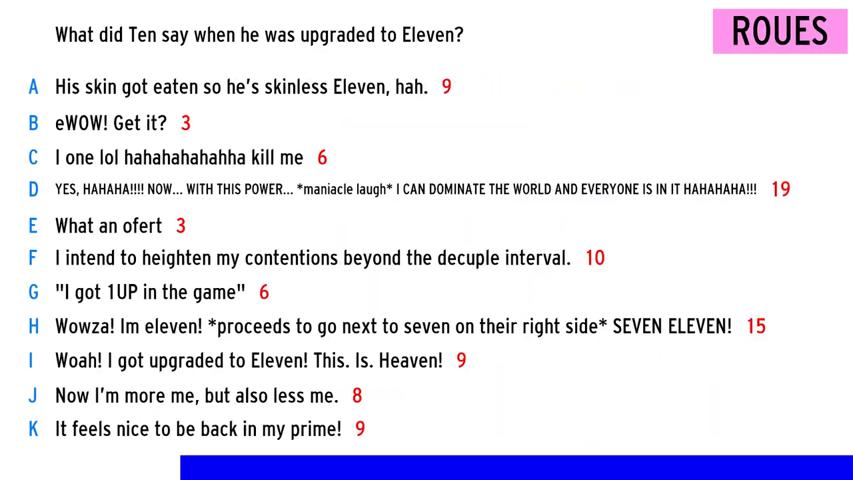 What did Ten say when he was upgraded to Eleven?
ROUES
A His skin got eaten so he's skinless Eleven, hah. 9
B eWOW! Get it? 3
C I one lol hahahahahahha kill me 6
D YES, HAHAHA!!!! NOW... WITH THIS POWER... *maniacle laugh* I CAN DOMINATE THE WORLD AND EVERYONE IS IN IT HAHAHAHA!!! 19
E What an ofert 3
F I intend to heighten my contentions beyond the decuple interval. 10
G "I got 1UP in the game" 6
H Wowza! Im eleven! *proceeds to go next to seven on their right side* SEVEN ELEVEN! 15
I Woah! I got upgraded to Eleven! This. Is. Heaven! 9
J Now I'm more me, but also less me. 8
K It feels nice to be back in my prime! 9